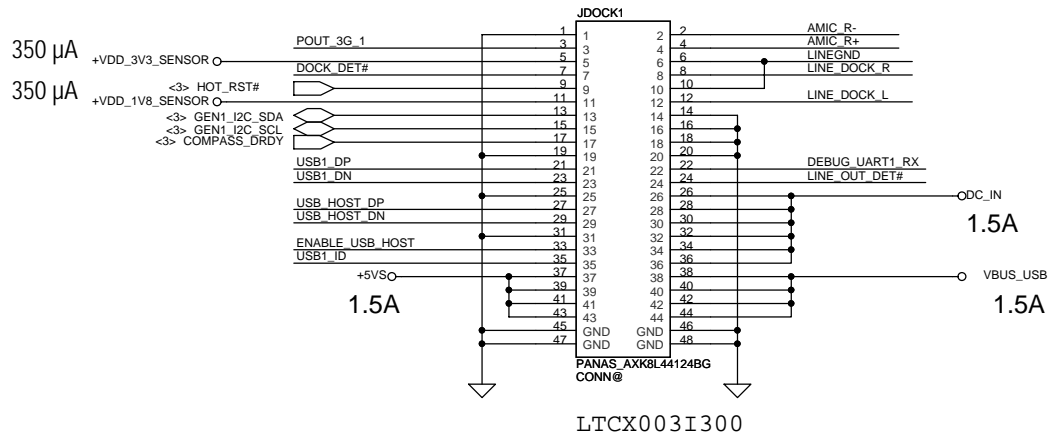 JDOCK1
1 1 2 2 AMIC_R-
POUT_3G_1 3 3 4 4 AMIC_R+
350 µA +VDD_3V3_SENSOR 5 5 6 6 LINEGND
DOCK_DET# 7 7 8 8 LINE_DOCK_R
<3> HOT_RST# 9 9 10 10
350 µA +VDD_1V8_SENSOR 11 11 12 12 LINE_DOCK_L
<3> GEN1_I2C_SDA 13 13 14 14
<3> GEN1_I2C_SCL 15 15 16 16
<3> COMPASS_DRDY 17 17 18 18
19 19 20 20
USB1_DP 21 21 22 22 DEBUG_UART1_RX
USB1_DN 23 23 24 24 LINE_OUT_DET#
25 25 26 26 DC_IN
USB_HOST_DP 27 27 28 28
USB_HOST_DN 29 29 30 30 1.5A
31 31 32 32
ENABLE_USB_HOST 33 33 34 34
USB1_ID 35 35 36 36
+5VS 37 37 38 38 VBUS_USB
39 39 40 40
1.5A 41 41 42 42 1.5A
43 43 44 44
45 GND GND 46
47 GND GND 48
PANAS_AXK8L44124BG
CONN@
LTCX003I300